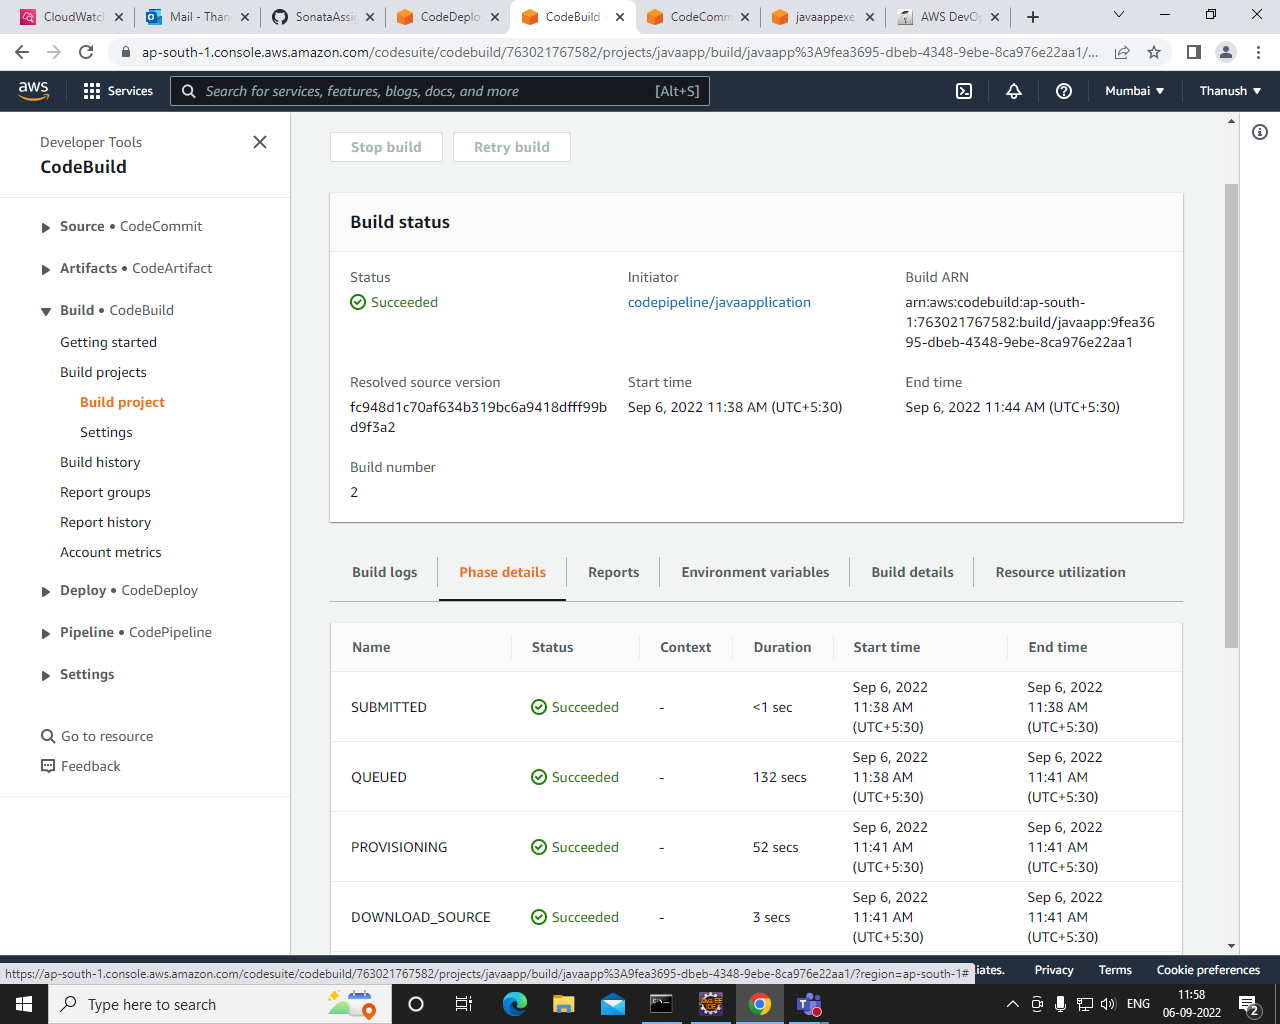 CloudWatch
Mail - Than
SonataAssig
CodeDeploy
CodeBuild -
CodeComm
javaappexe
AWS DevOp
ap-south-1.console.aws.amazon.com/codesuite/codebuild/763021767582/projects/javaapp/build/javaapp%3A9fea3695-dbeb-4348-9ebe-8ca976e22aa1/...
aws
Services
Search for services, features, blogs, docs, and more
[Alt+S]
Mumbai
Thanush
Developer Tools
CodeBuild
Source • CodeCommit
Artifacts • CodeArtifact
Build • CodeBuild
Getting started
Build projects
Build project
Settings
Build history
Report groups
Report history
Account metrics
Deploy • CodeDeploy
Pipeline • CodePipeline
Settings
Go to resource
Feedback
Stop build
Retry build
Build status
Status
Succeeded
Initiator
codepipeline/javaapplication
Build ARN
arn:aws:codebuild:ap-south-
1:763021767582:build/javaapp:9fea3
695-dbeb-4348-9ebe-8ca976e22aa1
Resolved source version
fc948d1c70af634b319bc6a9418dfff99b
d9f3a2
Start time
Sep 6, 2022 11:38 AM (UTC+5:30)
End time
Sep 6, 2022 11:44 AM (UTC+5:30)
Build number
2
Build logs
Phase details
Reports
Environment variables
Build details
Resource utilization
Name Status Context Duration Start time End time
SUBMITTED Succeeded - <1 sec
Sep 6, 2022
11:38 AM
(UTC+5:30)
Sep 6, 2022
11:38 AM
(UTC+5:30)
QUEUED Succeeded - 132 secs
Sep 6, 2022
11:38 AM
(UTC+5:30)
Sep 6, 2022
11:41 AM
(UTC+5:30)
PROVISIONING Succeeded - 52 secs
Sep 6, 2022
11:41 AM
(UTC+5:30)
Sep 6, 2022
11:41 AM
(UTC+5:30)
DOWNLOAD_SOURCE Succeeded - 3 secs
Sep 6, 2022
11:41 AM
(UTC+5:30)
Sep 6, 2022
11:41 AM
(UTC+5:30)
https://ap-south-1.console.aws.amazon.com/codesuite/codebuild/763021767582/projects/javaapp/build/javaapp%3A9fea3695-dbeb-4348-9ebe-8ca976e22aa1/?region=ap-south-1#
iates.
Privacy
Terms
Cookie preferences
Type here to search
ENG
11:58
06-09-2022
2